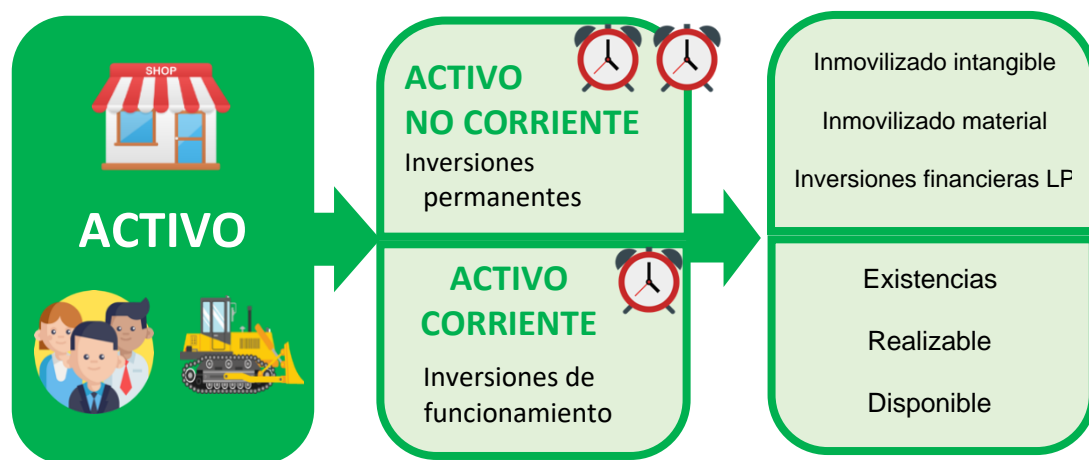 SHOP
ACTIVO
ACTIVO
NO CORRIENTE
Inversiones
permanentes
ACTIVO
CORRIENTE
Inversiones de
funcionamiento
Inmovilizado intangible
Inmovilizado material
Inversiones financieras LP
Existencias
Realizable
Disponible